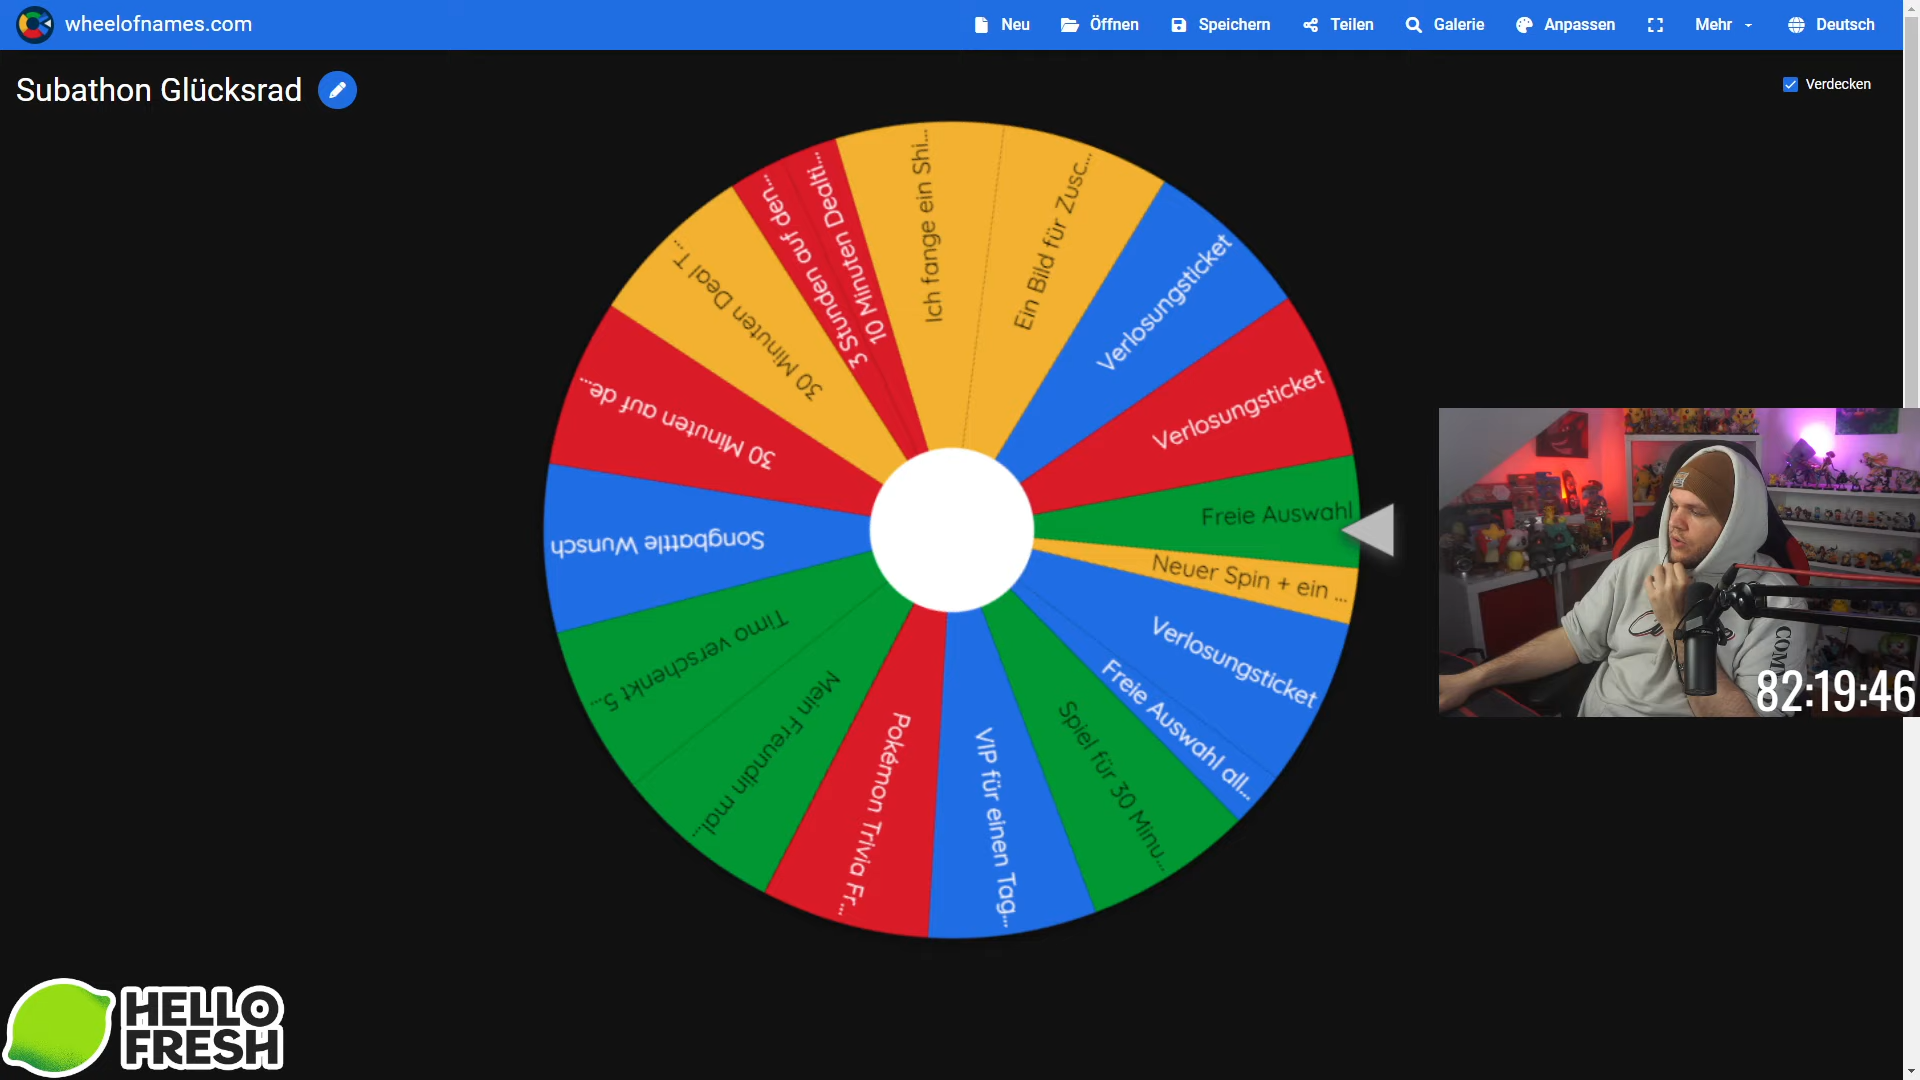 wheelofnames.com
Neu
Öffnen
Speichern
Teilen
Galerie
Anpassen
Mehr
Deutsch
Subathon Glücksrad
Verdecken
Ich fange ein Shi...
Ein Bild für Zusc...
Verlosungsticket
Verlosungsticket
Freie Auswahl
Neuer Spin + ein ...
Verlosungsticket
Freie Auswahl all...
Spiel für 30 Minu...
VIP für einen Tag...
Pokémon Trivia Fr...
Mein Freundin mal...
Timo verschenkt 5...
Songbattle Wunsch
30 Minuten auf de...
30 Minuten Deal T...
3 Stunden auf den...
10 Minuten Dealti...
COM
82:19:46
HELLO
FRESH